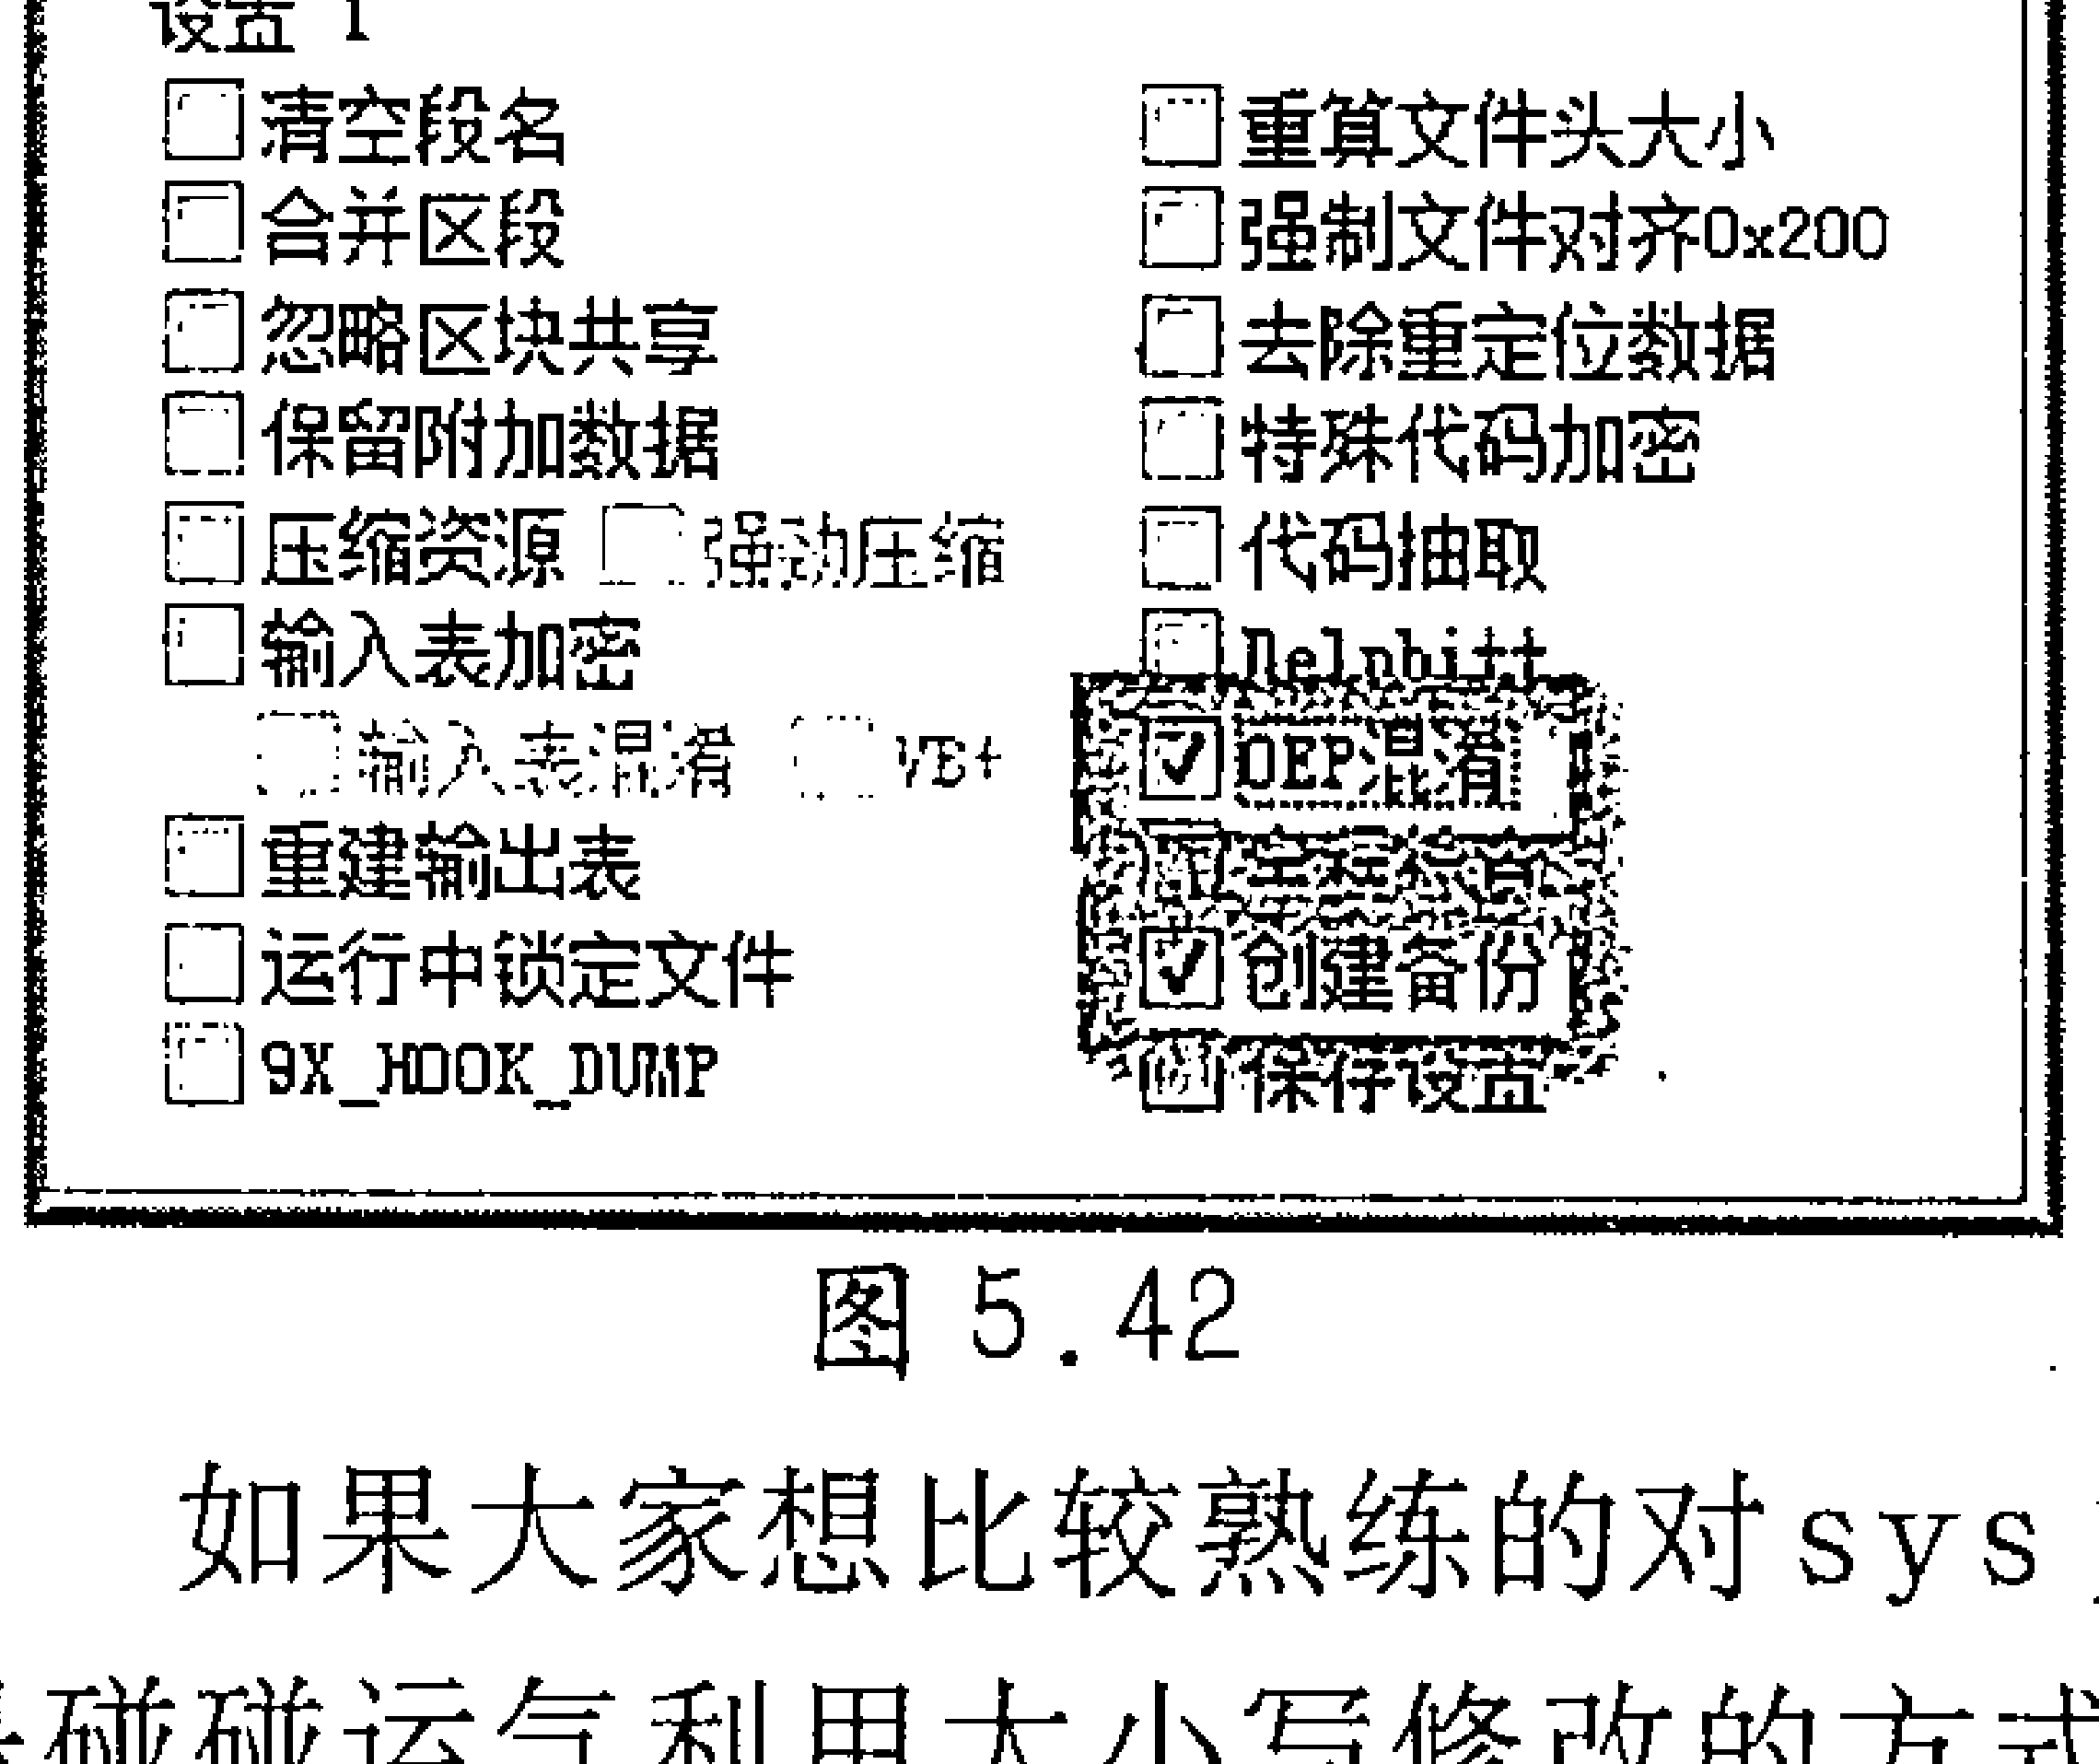 设置 1
清空段名
重算文件头大小
合并区段
强制文件对齐0x200
忽略区块共享
去除重定位数据
保留附加数据
特殊代码加密
压缩资源 强劲压缩
代码抽取
输入表加密
输入表混淆
OEP混淆
重建输出表
运行中锁定文件
创建备份
9X_HOOK_DUMP
保存设置
图 5.42
如果大家想比较熟练的对sys
碰碰运气利用大小写修改的方式